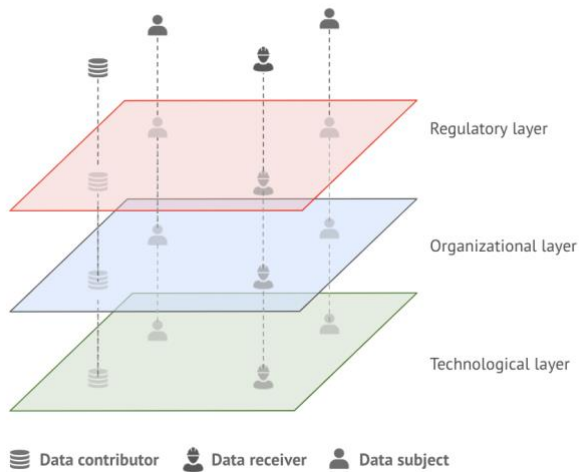 Regulatory layer
Organizational layer
Technological layer
Data contributor Data receiver Data subject